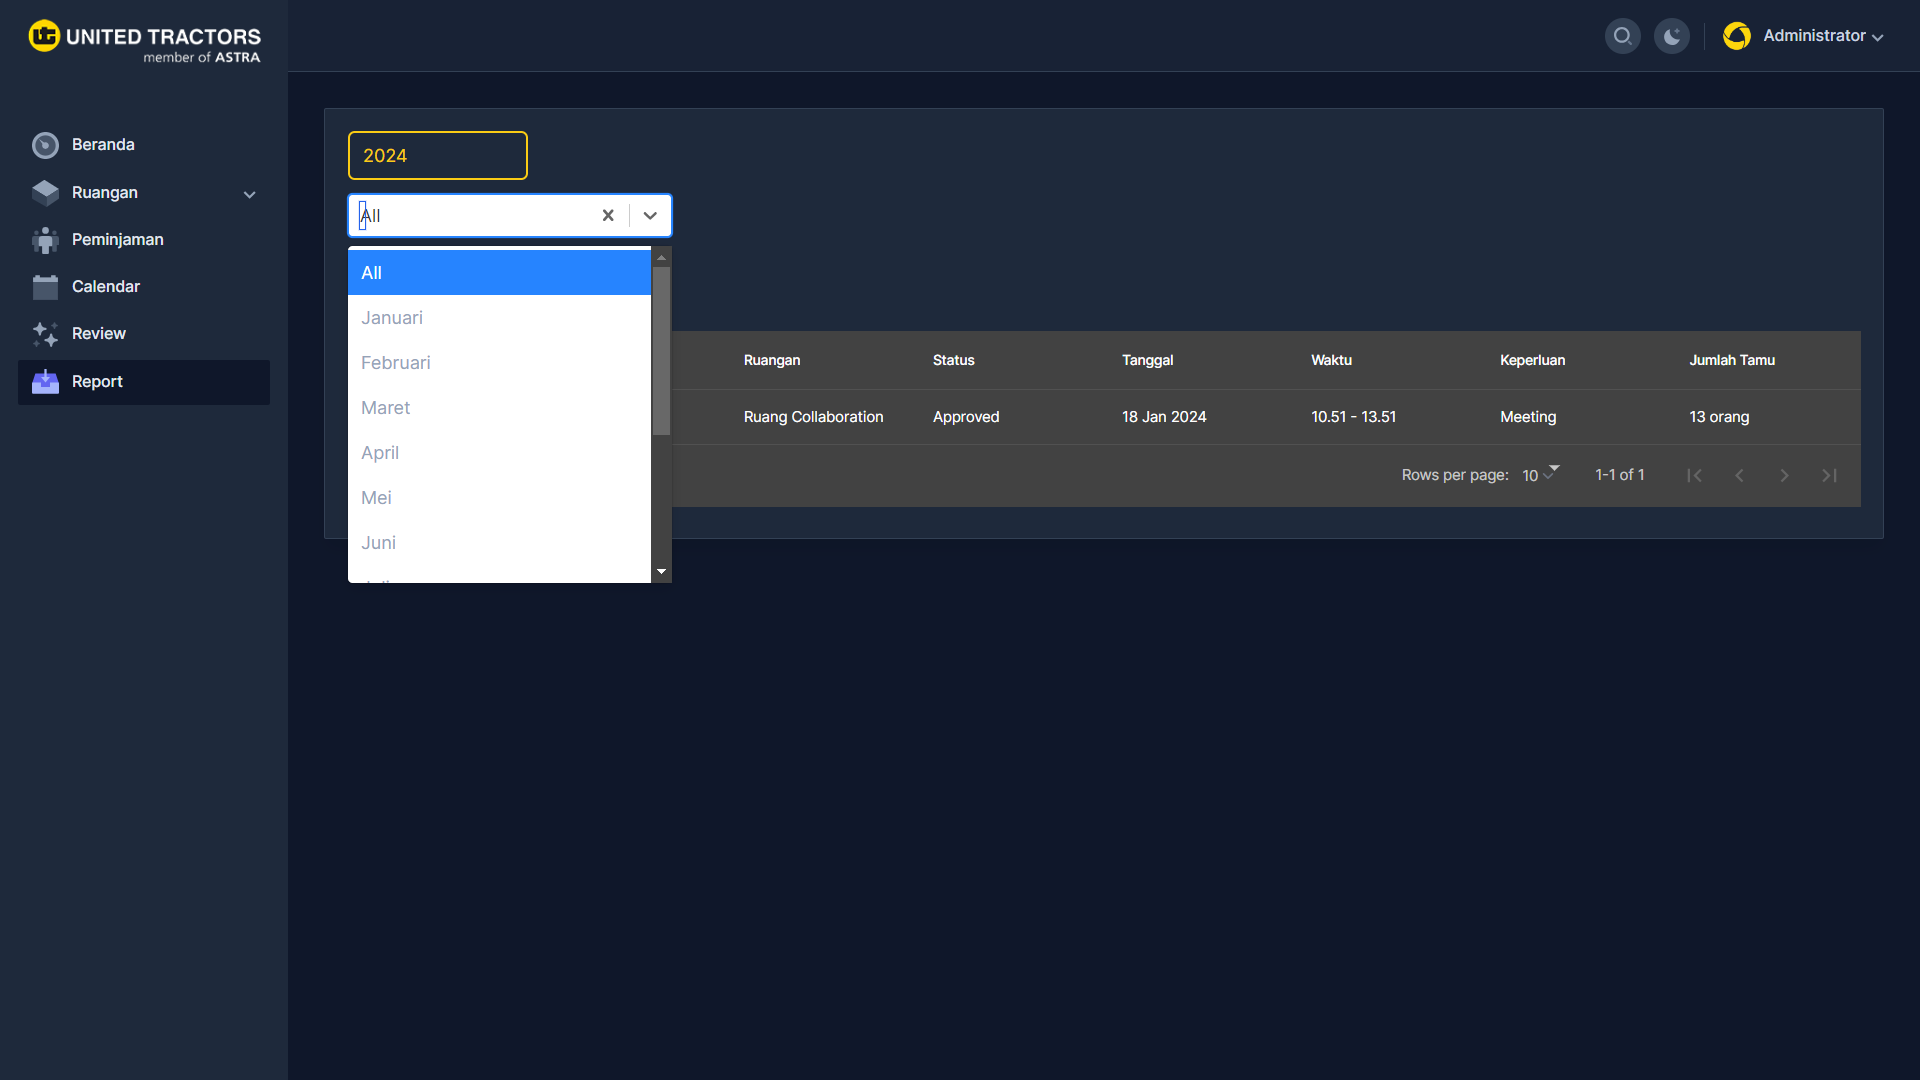 UNITED TRACTORS
member of ASTRA
Administrator
Beranda
Ruangan
Peminjaman
Calendar
Review
Report
2024
All
All
Januari
Februari
Maret
April
Mei
Juni
Ruangan Status Tanggal Waktu Keperluan Jumlah Tamu
Ruang Collaboration Approved 18 Jan 2024 10.51 - 13.51 Meeting 13 orang
Rows per page: 10 1-1 of 1